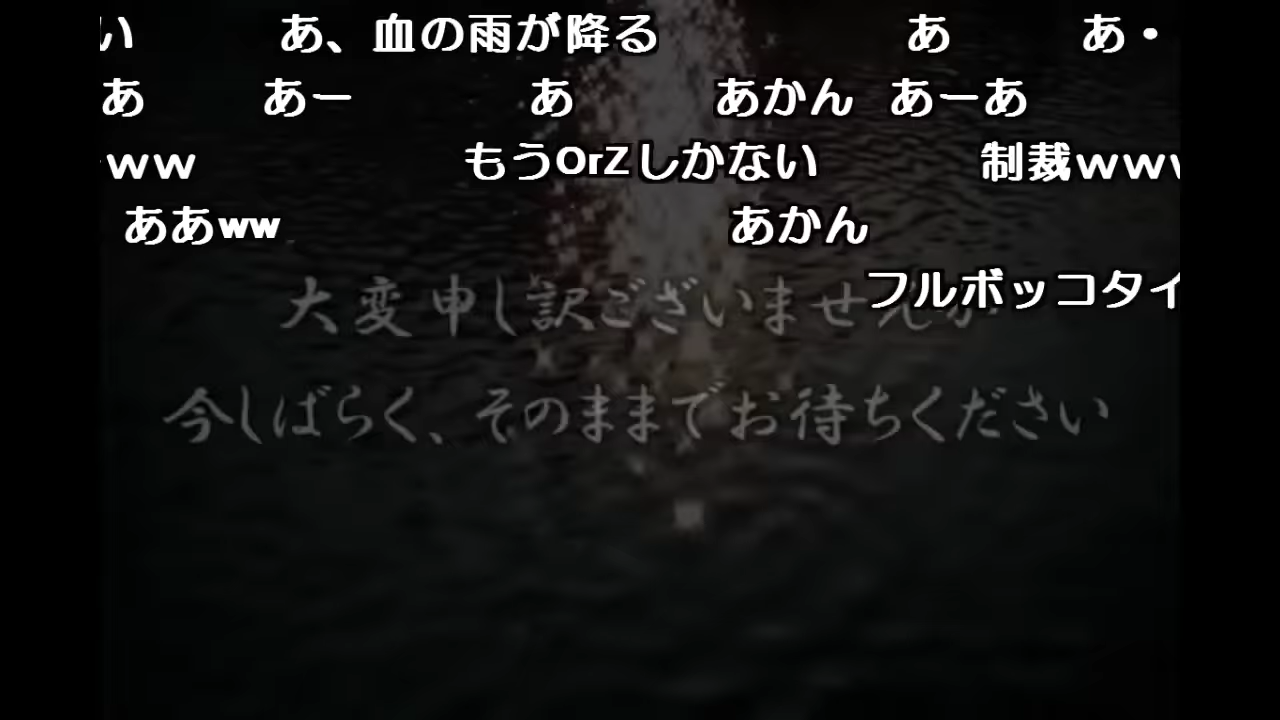 い あ、血の雨が降る あ あ・
あ あー あ あかん あーあ
ww もうOrZしかない 制裁www
ああww あかん
フルボッコタイ
大変申し訳ございませんが
今しばらく、そのままでお待ちください